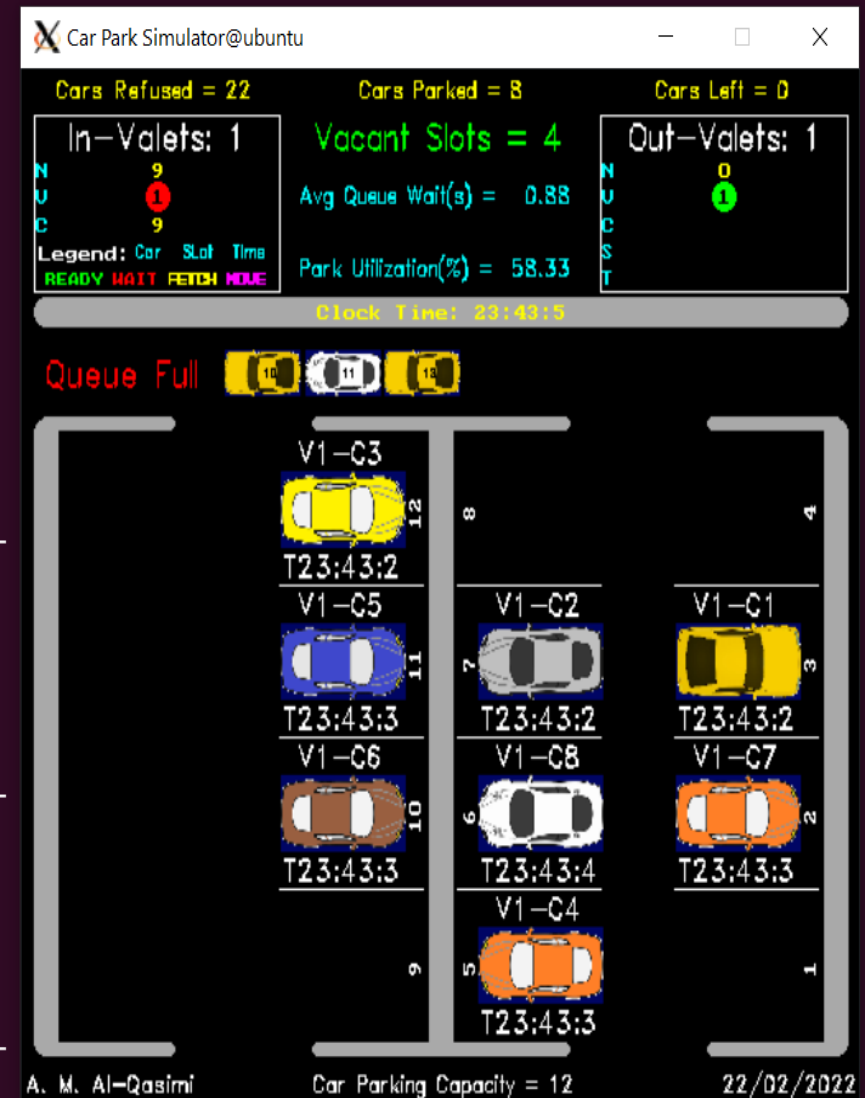 Car Park Simulator@ubuntu
Cars Refused = 22 Cars Parked = 8 Cars Left = 0
In-Valets: 1 Vacant Slots = 4 Out-Valets: 1
N 9 N 0
V 1 Avg Queue Wait(s) = 0.88 V 1
C 9 C
Legend: Car SLot Time S
READY WAIT FETCH MOVE Park Utilization(%) = 58.33 T
Clock Time: 23:43:5
Queue Full 10 11 13
V1-C3
12 8 4
T23:43:2
V1-C5 V1-C2 V1-C1
11 7 3
T23:43:3 T23:43:2 T23:43:2
V1-C6 V1-C8 V1-C7
10 6 2
T23:43:3 T23:43:4 T23:43:3
V1-C4
9 5 1
T23:43:3
A. M. Al-Qasimi Car Parking Capacity = 12 22/02/2022